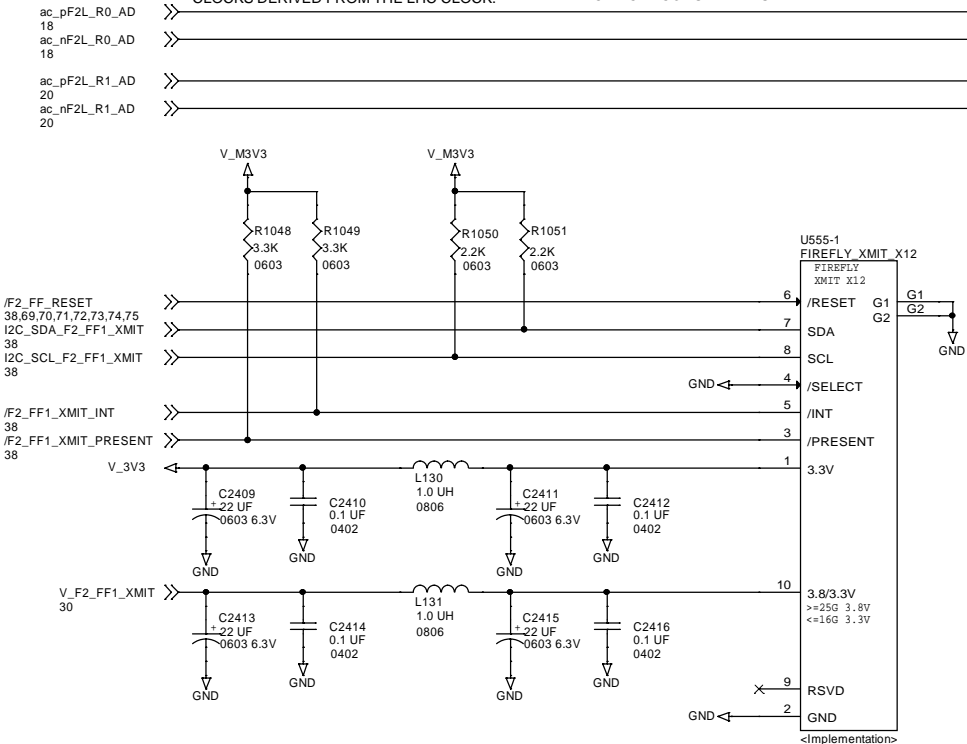 ac_pF2L_R0_AD
18
ac_nF2L_R0_AD
18
ac_pF2L_R1_AD
20
ac_nF2L_R1_AD
20
V_M3V3
V_M3V3
R1048
3.3K
0603
R1049
3.3K
0603
R1050
2.2K
0603
R1051
2.2K
0603
U555-1
FIREFLY_XMIT_X12
FIREFLY
XMIT X12
/F2_FF_RESET
38,69,70,71,72,73,74,75
I2C_SDA_F2_FF1_XMIT
38
I2C_SCL_F2_FF1_XMIT
38
/F2_FF1_XMIT_INT
38
/F2_FF1_XMIT_PRESENT
38
6 /RESET
G1 G1
G2 G2
GND
7 SDA
8 SCL
GND 4 /SELECT
5 /INT
3 /PRESENT
V_3V3
1 3.3V
L130
1.0 UH
0806
C2409
+ 22 UF
0603 6.3V
GND
C2410
0.1 UF
0402
GND
C2411
+ 22 UF
0603 6.3V
GND
C2412
0.1 UF
0402
GND
V_F2_FF1_XMIT
30
10 3.8/3.3V
>=25G 3.8V
<=16G 3.3V
L131
1.0 UH
0806
C2413
+ 22 UF
0603 6.3V
GND
C2414
0.1 UF
0402
GND
C2415
+ 22 UF
0603 6.3V
GND
C2416
0.1 UF
0402
GND
9 RSVD
GND 2 GND
<Implementation>